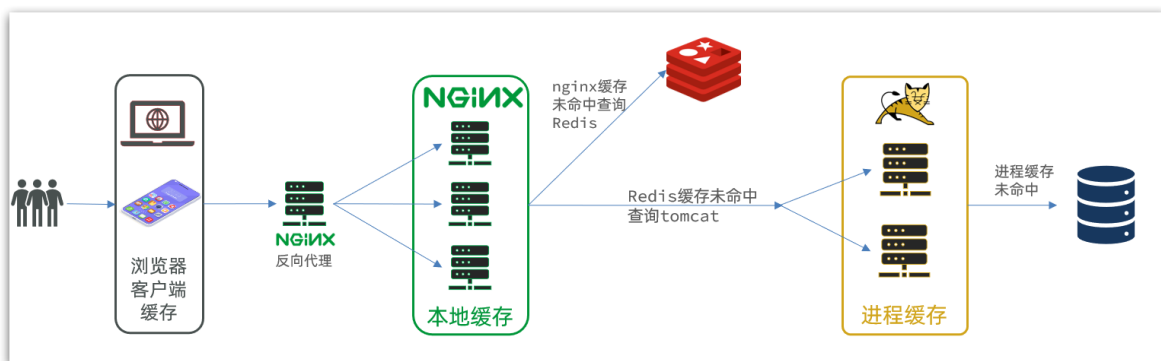 浏览器
客户端
缓存
NGINX
反向代理
NGINX
本地缓存
nginx缓存
未命中查询
Redis
Redis缓存未命中
查询tomcat
进程缓存
进程缓存
未命中